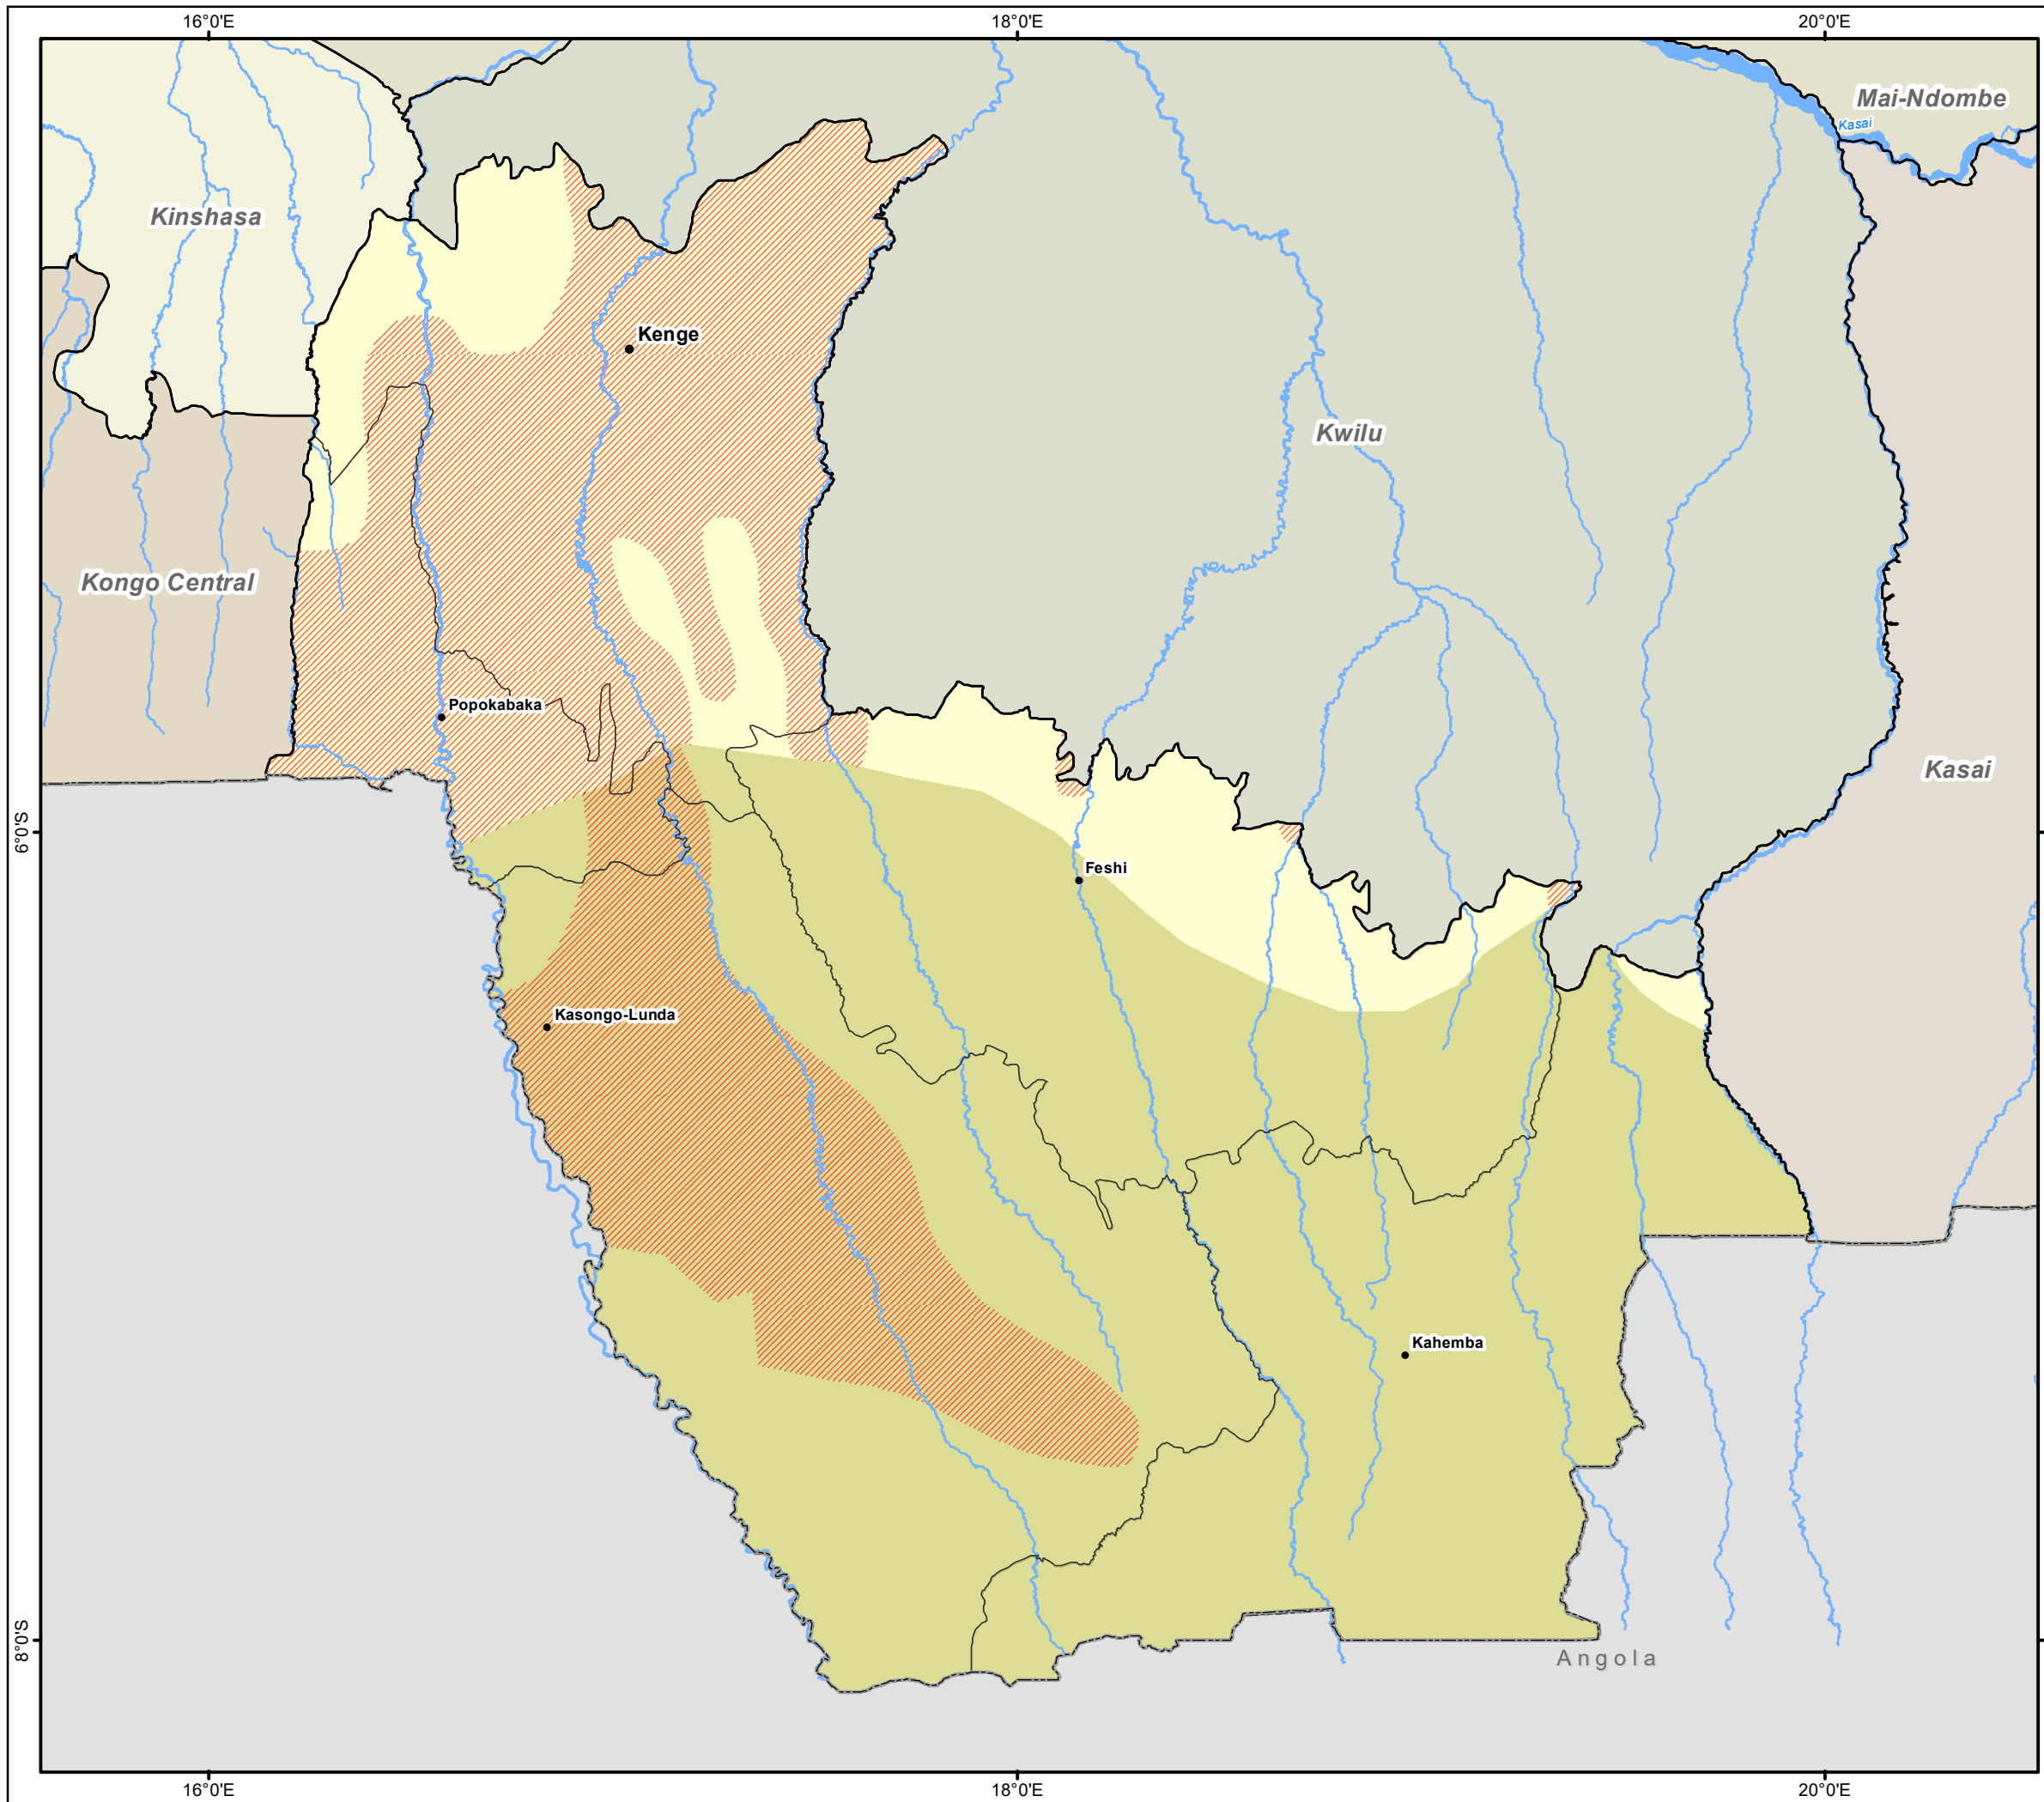 16°0'E
18°0'E
20°0'E
Mai-Ndombe
Kasai
Kinshasa
Kenge
Kwilu
Kongo Central
Popokabaka
Kasai
6°0'S
Feshi
Kasongo-Lunda
Kahemba
8°0'S
Angola
16°0'E
18°0'E
20°0'E